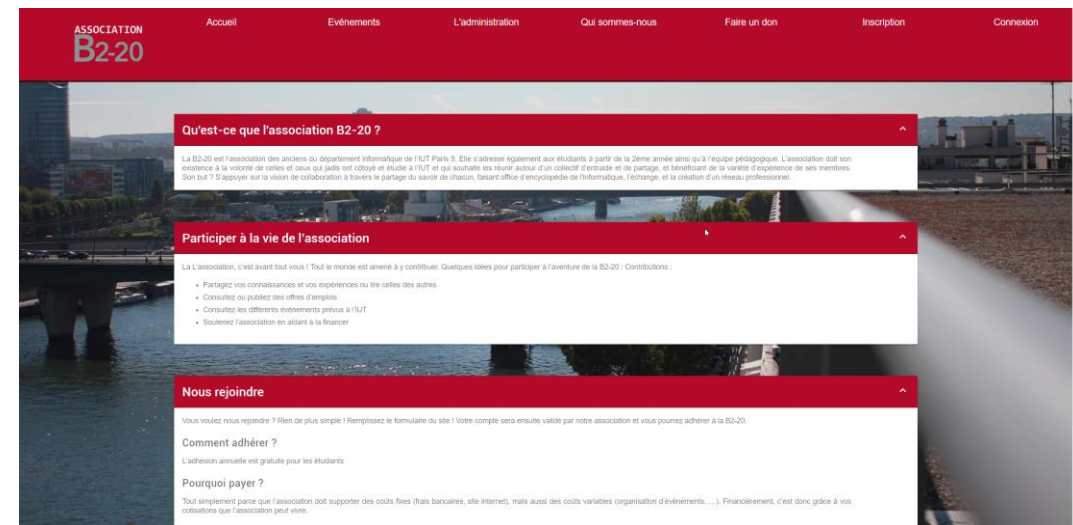 ASSOCIATION
B2-20
Accueil Evénements L'administration Qui sommes-nous Faire un don Inscription Connexion
Qu'est-ce que l'association B2-20 ?
La B2-20 est l'association des anciens du département informatique de l'IUT Paris 5. Elle s'adresse également aux étudiants à partir de la 2ème année ainsi qu'à l'équipe pédagogique. L'association doit son
existence à la volonté de celles et ceux qui jadis ont côtoyé et étudié à l'IUT et qui souhaite les réunir autour d'un collectif d'entraide et de partage, et bénéficiant de la variété d'expérience de ses membres.
Son but ? S'appuyer sur la vision de collaboration à travers le partage du savoir de chacun, faisant office d'encyclopédie de l'informatique, l'échange, et la création d'un réseau professionnel.
Participer à la vie de l'association
La L'association, c'est avant tout vous ! Tout le monde est amené à y contribuer. Quelques idées pour participer à l'aventure de la B2-20 : Contributions :
• Partagez vos connaissances et vos expériences ou lire celles des autres
• Consultez ou publiez des offres d'emplois
• Consultez les différents événements prévus à l'IUT
• Soutenez l'association en aidant à la financer
Nous rejoindre
Vous voulez nous rejoindre ? Rien de plus simple ! Remplissez le formulaire du site ! Votre compte sera ensuite validé par notre association et vous pourrez adhérer à la B2-20.
Comment adhérer ?
L'adhésion annuelle est gratuite pour les étudiants
Pourquoi payer ?
Tout simplement parce que l'association doit supporter des coûts fixes (frais bancaires, site internet), mais aussi des coûts variables (organisation d'événements, …). Financièrement, c'est donc grâce à vos
cotisations que l'association peut vivre.